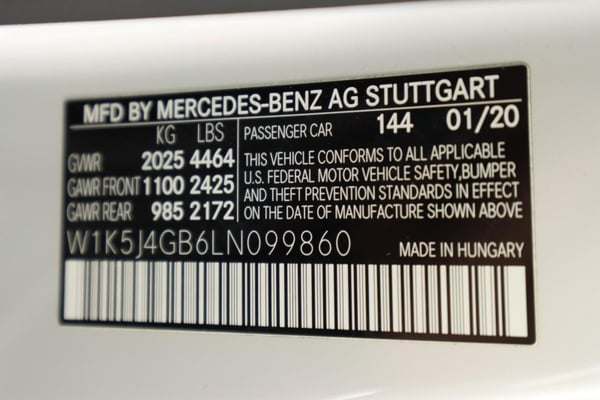 MFD BY MERCEDES-BENZ AG STUTTGART
KG LBS
GVWR 2025 4464
GAWR FRONT 1100 2425
GAWR REAR 985 2172
PASSENGER CAR 144 01/20
THIS VEHICLE CONFORMS TO ALL APPLICABLE
U.S. FEDERAL MOTOR VEHICLE SAFETY, BUMPER
AND THEFT PREVENTION STANDARDS IN EFFECT
ON THE DATE OF MANUFACTURE SHOWN ABOVE
W1K5J4GB6LN099860
MADE IN HUNGARY